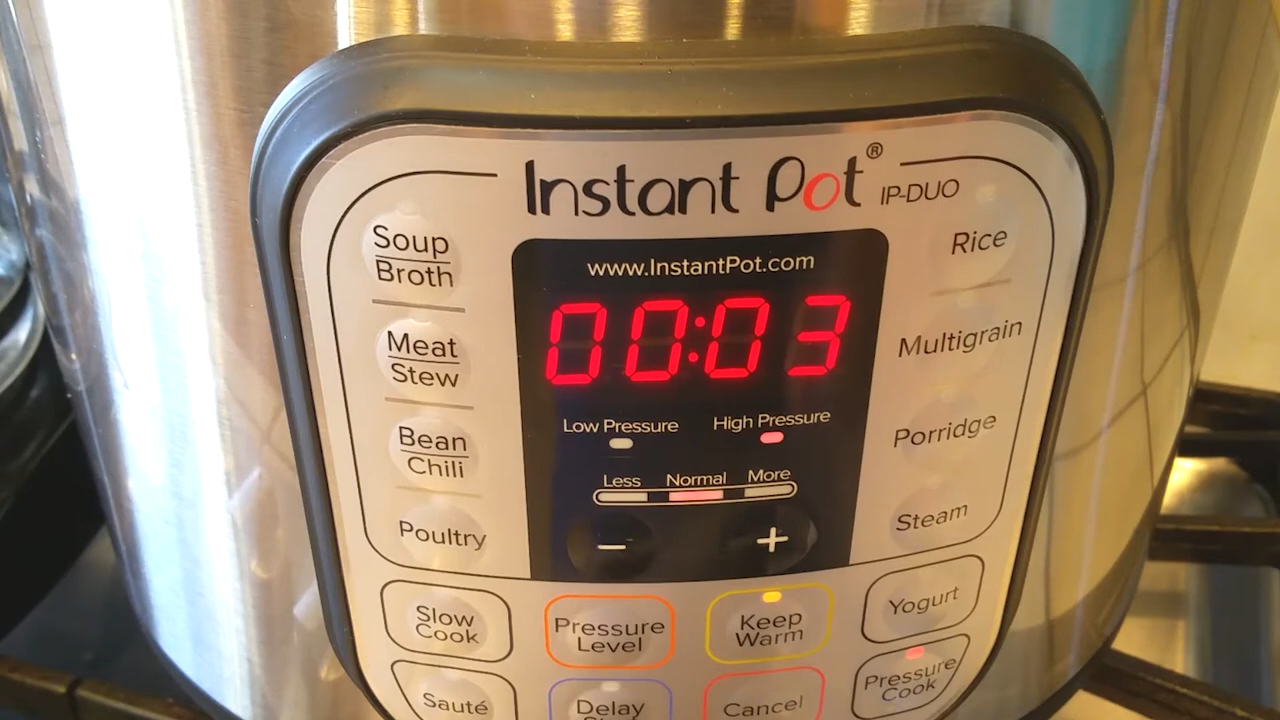 Instant Pot® IP-DUO
www.InstantPot.com
00:03
Low Pressure High Pressure
Less Normal More
− +
Soup
Broth
Meat
Stew
Bean
Chili
Poultry
Rice
Multigrain
Porridge
Steam
Slow
Cook
Pressure
Level
Keep
Warm
Yogurt
Sauté
Delay
Cancel
Pressure
Cook